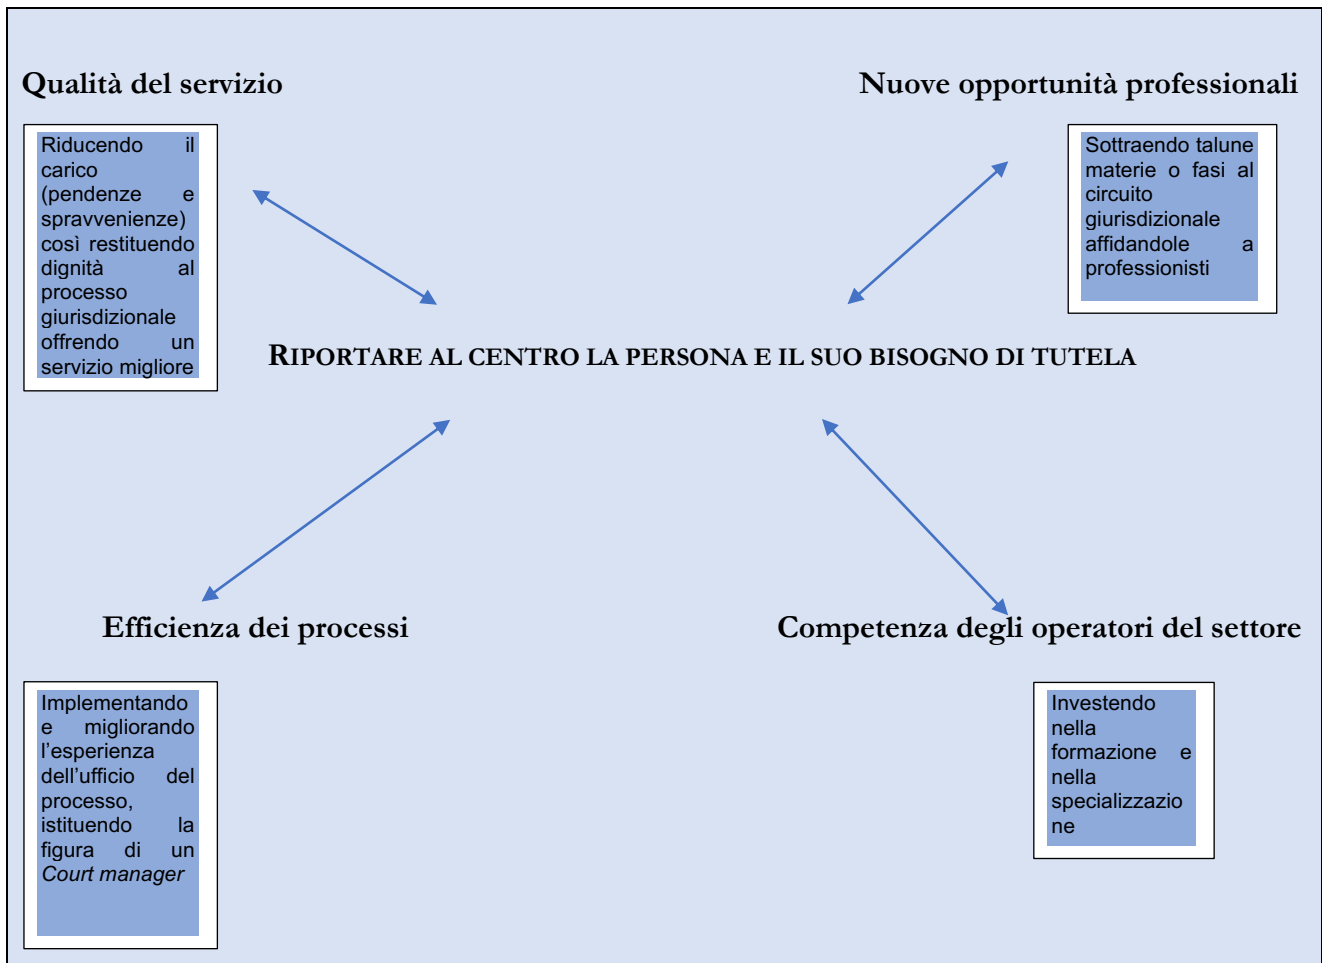 Qualità del servizio
Nuove opportunità professionali
Riducendo il
carico
(pendenze e
spravvenienze)
così restituendo
dignità al
processo
giurisdizionale
offrendo un
servizio migliore
Sottraendo talune
materie o fasi al
circuito
giurisdizionale
affidandole a
professionisti
RIPORTARE AL CENTRO LA PERSONA E IL SUO BISOGNO DI TUTELA
Efficienza dei processi
Competenza degli operatori del settore
Implementando
e migliorando
l’esperienza
dell’ufficio del
processo,
istituendo la
figura di un
Court manager
Investendo
nella
formazione e
nella
specializzazio
ne